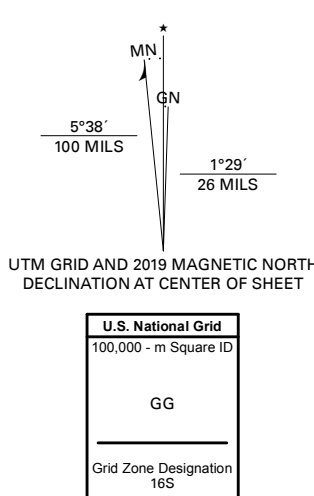 MN
GN
5°38´
100 MILS
1°29´
26 MILS
UTM GRID AND 2019 MAGNETIC NORTH
DECLINATION AT CENTER OF SHEET
U.S. National Grid
100,000 - m Square ID
GG
Grid Zone Designation
16S